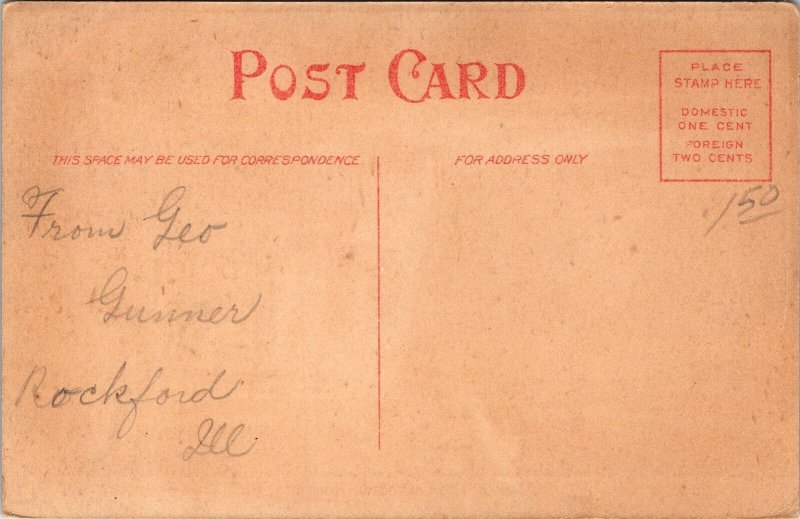 POST CARD
PLACE
STAMP HERE
DOMESTIC
ONE CENT
FOREIGN
TWO CENTS
THIS SPACE MAY BE USED FOR CORRESPONDENCE
FOR ADDRESS ONLY
From Geo
Gunner
Rockford
Ill
150